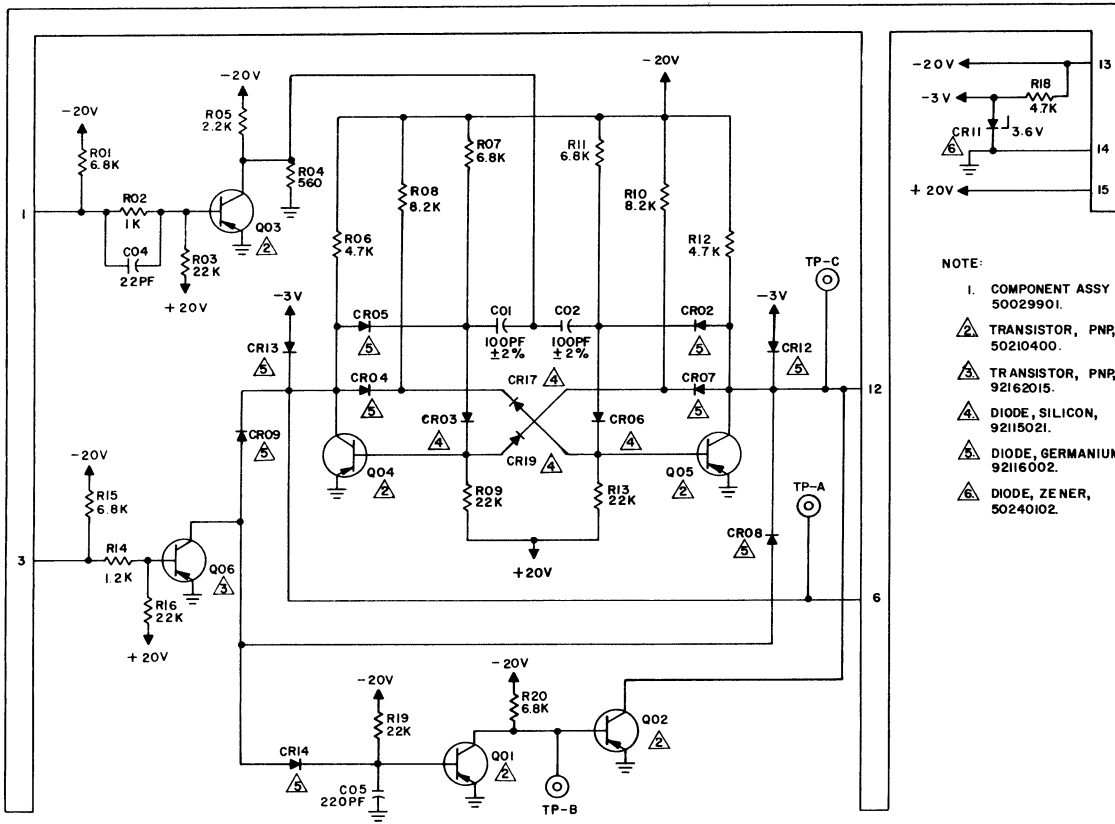 -20V
R05
2.2K
-20V
R01
6.8K
R04
560
R02
1K
1
Q03
2
C04
22PF
R03
22K
+20V
-20V
R07
6.8K
R11
6.8K
R08
8.2K
R10
8.2K
R06
4.7K
R12
4.7K
TP-C
-3V
C01
C02
-3V
CR05
5
100PF
±2%
100PF
±2%
CR02
5
CR13
5
CR12
5
CR04
5
CR17
4
CR07
5
12
CR09
5
CR03
4
CR06
4
CR19
4
Q04
2
Q05
2
R09
22K
R13
22K
+20V
TP-A
CR08
5
-20V
R15
6.8K
3
R14
1.2K
Q06
3
R16
22K
+20V
6
-20V
R19
22K
-20V
R20
6.8K
CR14
5
C05
220PF
Q01
2
Q02
2
TP-B
-20V
13
R18
4.7K
-3V
CR11
3.6V
6
14
+20V
15
NOTE:
1. COMPONENT ASSY
50029901.
2 TRANSISTOR, PNP,
50210400.
3 TRANSISTOR, PNP,
92162015.
4 DIODE, SILICON,
92115021.
5 DIODE, GERMANIUM
92116002.
6 DIODE, ZENER,
50240102.